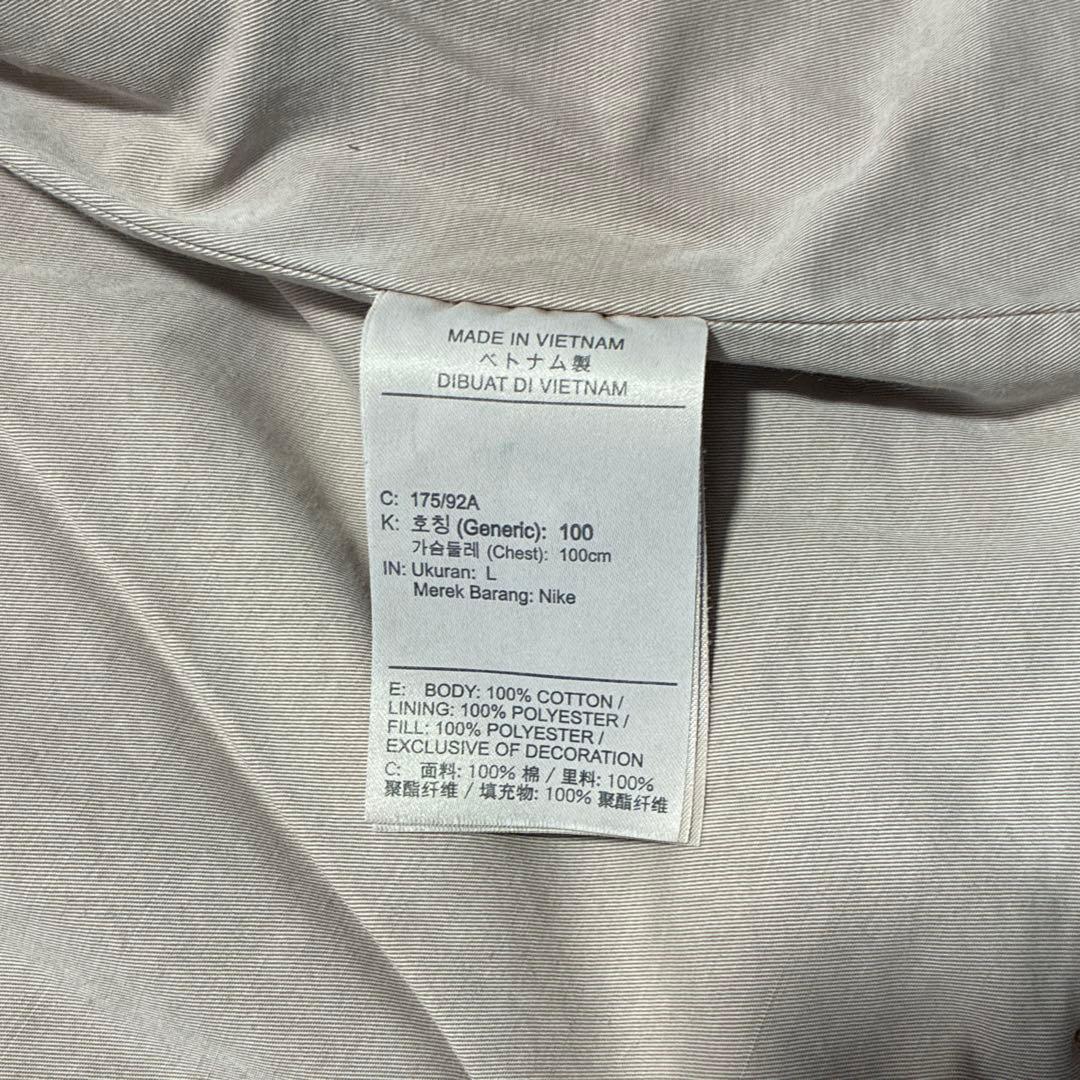 MADE IN VIETNAM
ベトナム製
DIBUAT DI VIETNAM
C: 175/92A
K: 호칭 (Generic): 100
가슴둘레 (Chest): 100cm
IN: Ukuran: L
Merek Barang: Nike
E: BODY: 100% COTTON /
LINING: 100% POLYESTER /
FILL: 100% POLYESTER /
EXCLUSIVE OF DECORATION
C: 面料: 100% 棉 / 里料: 100%
聚酯纤维 / 填充物: 100% 聚酯纤维